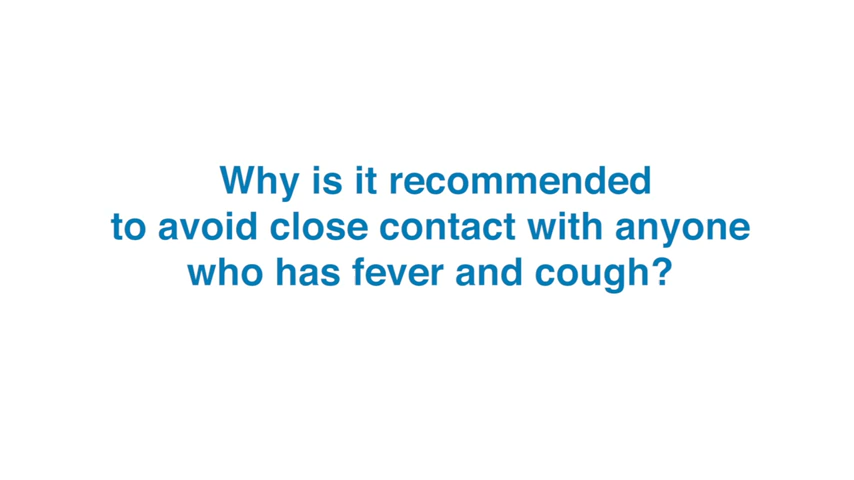 Why is it recommended
to avoid close contact with anyone
who has fever and cough?